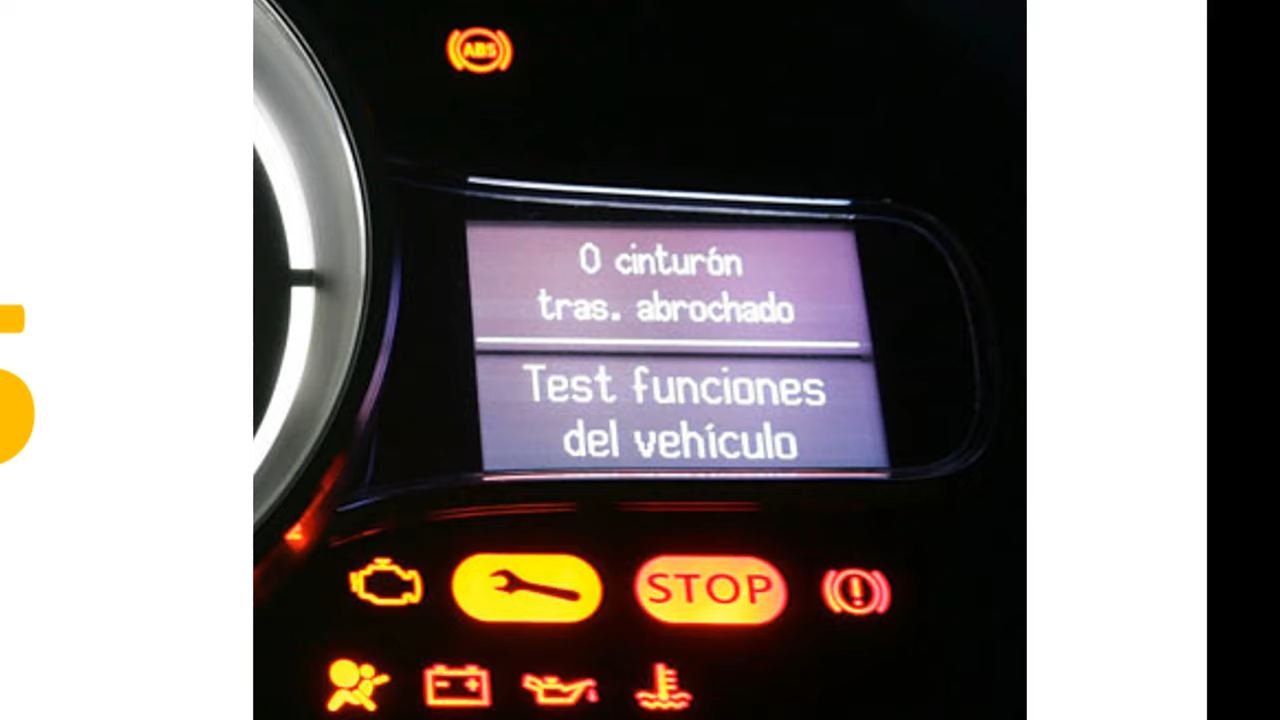 ABS
0 cinturón
tras. abrochado
Test funciones
del vehículo
STOP